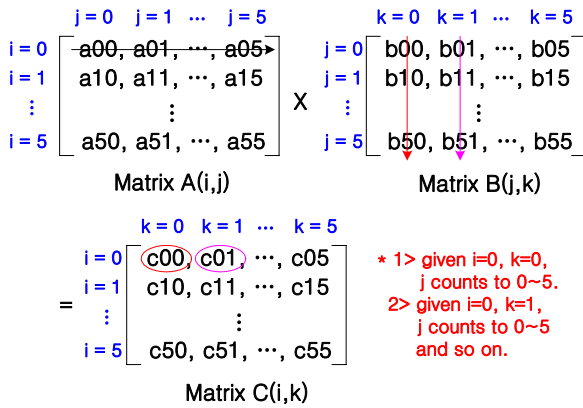 j = 0 j = 1 ⋯ j = 5
i = 0 a00, a01, ⋯, a05
i = 1 a10, a11, ⋯, a15
⋮ ⋮
i = 5 a50, a51, ⋯, a55
Matrix A(i,j)
X
k = 0 k = 1 ⋯ k = 5
j = 0 b00, b01, ⋯ b05
j = 1 b10, b11, ⋯ b15
⋮ ⋮
j = 5 b50, b51, ⋯ b55
Matrix B(j,k)
=
k = 0 k = 1 ⋯ k = 5
i = 0 c00, c01, ⋯, c05
i = 1 c10, c11, ⋯, c15
⋮ ⋮
i = 5 c50, c51, ⋯, c55
Matrix C(i,k)
* 1> given i=0, k=0,
j counts to 0~5.
2> given i=0, k=1,
j counts to 0~5
and so on.